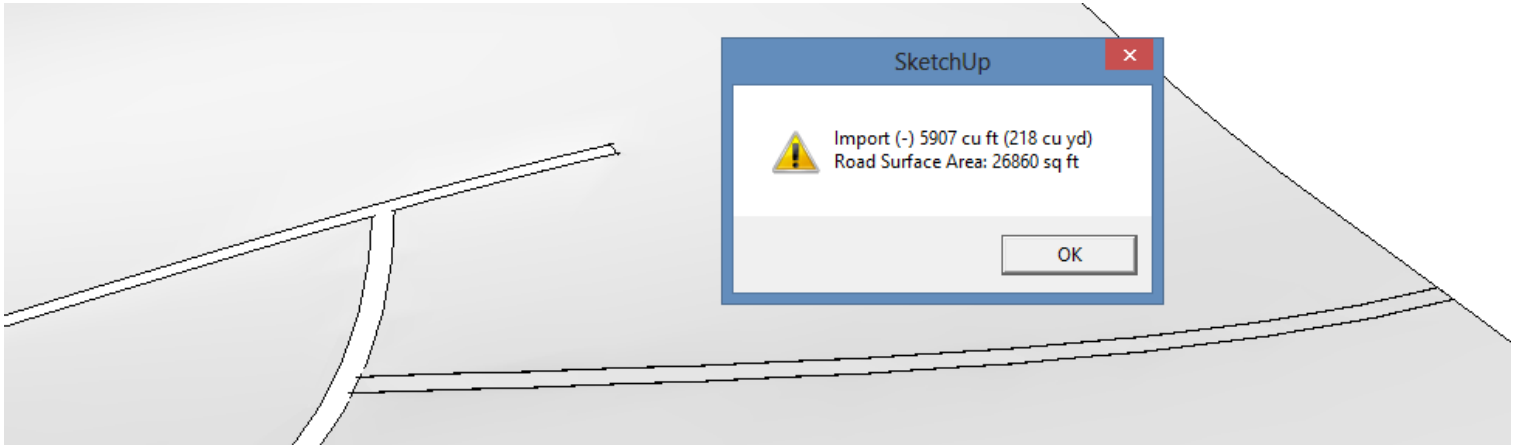 SketchUp
Import (-) 5907 cu ft (218 cu yd)
Road Surface Area: 26860 sq ft
OK